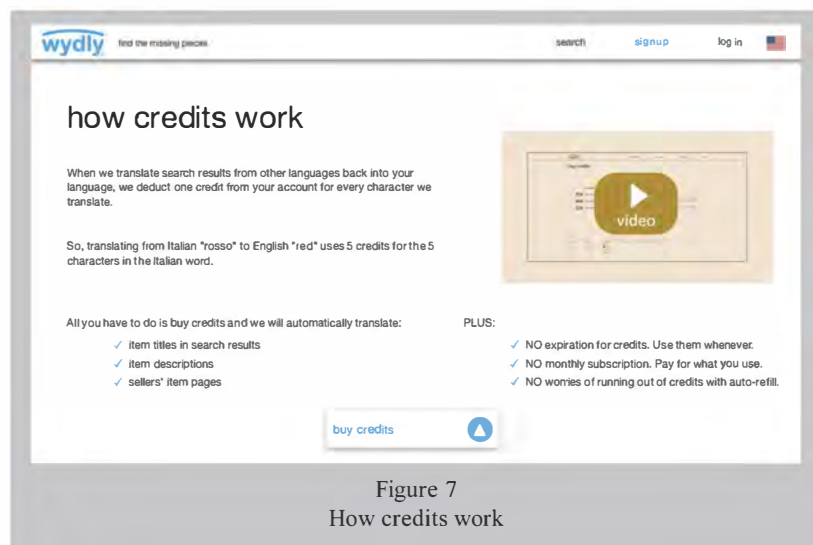 wydly find the missing pieces search signup log in
how credits work
When we translate search results from other languages back into your
language, we deduct one credit from your account for every character we
translate.
video
So, translating from Italian "rosso" to English "red" uses 5 credits for the 5
characters in the Italian word.
All you have to do is buy credits and we will automatically translate:
✓ item titles in search results
✓ item descriptions
✓ sellers' item pages
PLUS:
✓ NO expiration for credits. Use them whenever.
✓ NO monthly subscription. Pay for what you use.
✓ NO worries of running out of credits with auto-refill.
buy credits
Figure 7
How credits work